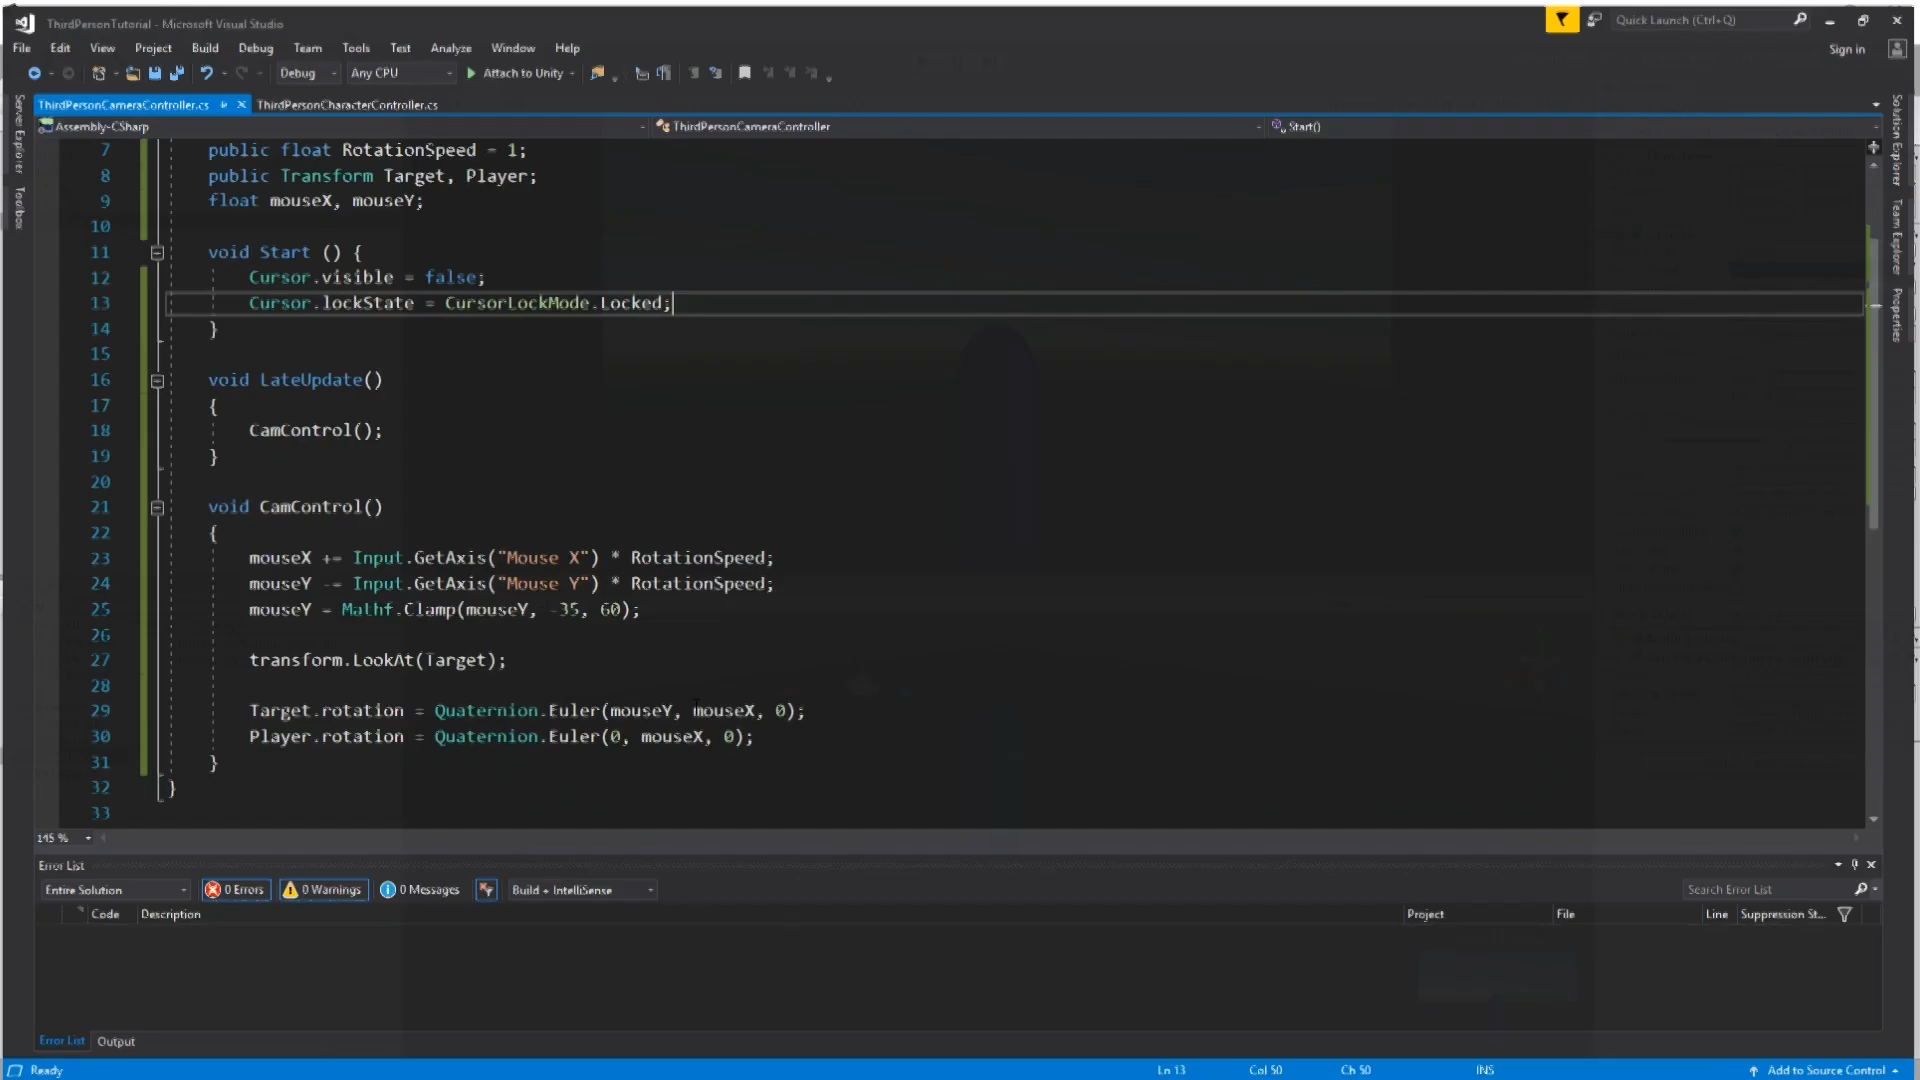 ThirdPersonTutorial - Microsoft Visual Studio
Quick Launch (Ctrl+Q)
File Edit View Project Build Debug Team Tools Test Analyze Window Help
Sign in
Debug Any CPU Attach to Unity
ThirdPersonCameraController.cs ThirdPersonCharacterController.cs
Assembly-CSharp ThirdPersonCameraController Start()
Server Explorer
Toolbox
Solution Explorer
Team Explorer
Properties
7 public float RotationSpeed = 1;
8 public Transform Target, Player;
9 float mouseX, mouseY;
10
11 void Start () {
12 Cursor.visible = false;
13 Cursor.lockState = CursorLockMode.Locked;
14 }
15
16 void LateUpdate()
17 {
18 CamControl();
19 }
20
21 void CamControl()
22 {
23 mouseX += Input.GetAxis("Mouse X") * RotationSpeed;
24 mouseY -= Input.GetAxis("Mouse Y") * RotationSpeed;
25 mouseY = Mathf.Clamp(mouseY, -35, 60);
26
27 transform.LookAt(Target);
28
29 Target.rotation = Quaternion.Euler(mouseY, mouseX, 0);
30 Player.rotation = Quaternion.Euler(0, mouseX, 0);
31 }
32 }
33
145 %
Error List
Entire Solution 0 Errors 0 Warnings 0 Messages Build + IntelliSense Search Error List
Code Description Project File Line Suppression St...
Error List Output
Ready Ln 13 Col 50 Ch 50 INS Add to Source Control